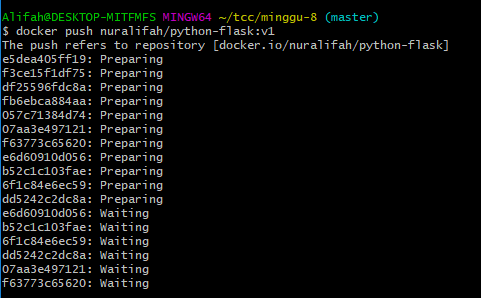 Alifah@DESKTOP-MITFMFS MINGW64 ~/tcc/minggu-8 (master)
$ docker push nuralifah/python-flask:v1
The push refers to repository [docker.io/nuralifah/python-flask]
e5dea405ff19: Preparing
f3ce15f1df75: Preparing
df25596fdc8a: Preparing
fb6ebca884aa: Preparing
057c71384d74: Preparing
07aa3e497121: Preparing
f63773c65620: Preparing
e6d60910d056: Preparing
b52c1c103fae: Preparing
6f1c84e6ec59: Preparing
dd5242c2dc8a: Preparing
e6d60910d056: Waiting
b52c1c103fae: Waiting
6f1c84e6ec59: Waiting
dd5242c2dc8a: Waiting
07aa3e497121: Waiting
f63773c65620: Waiting